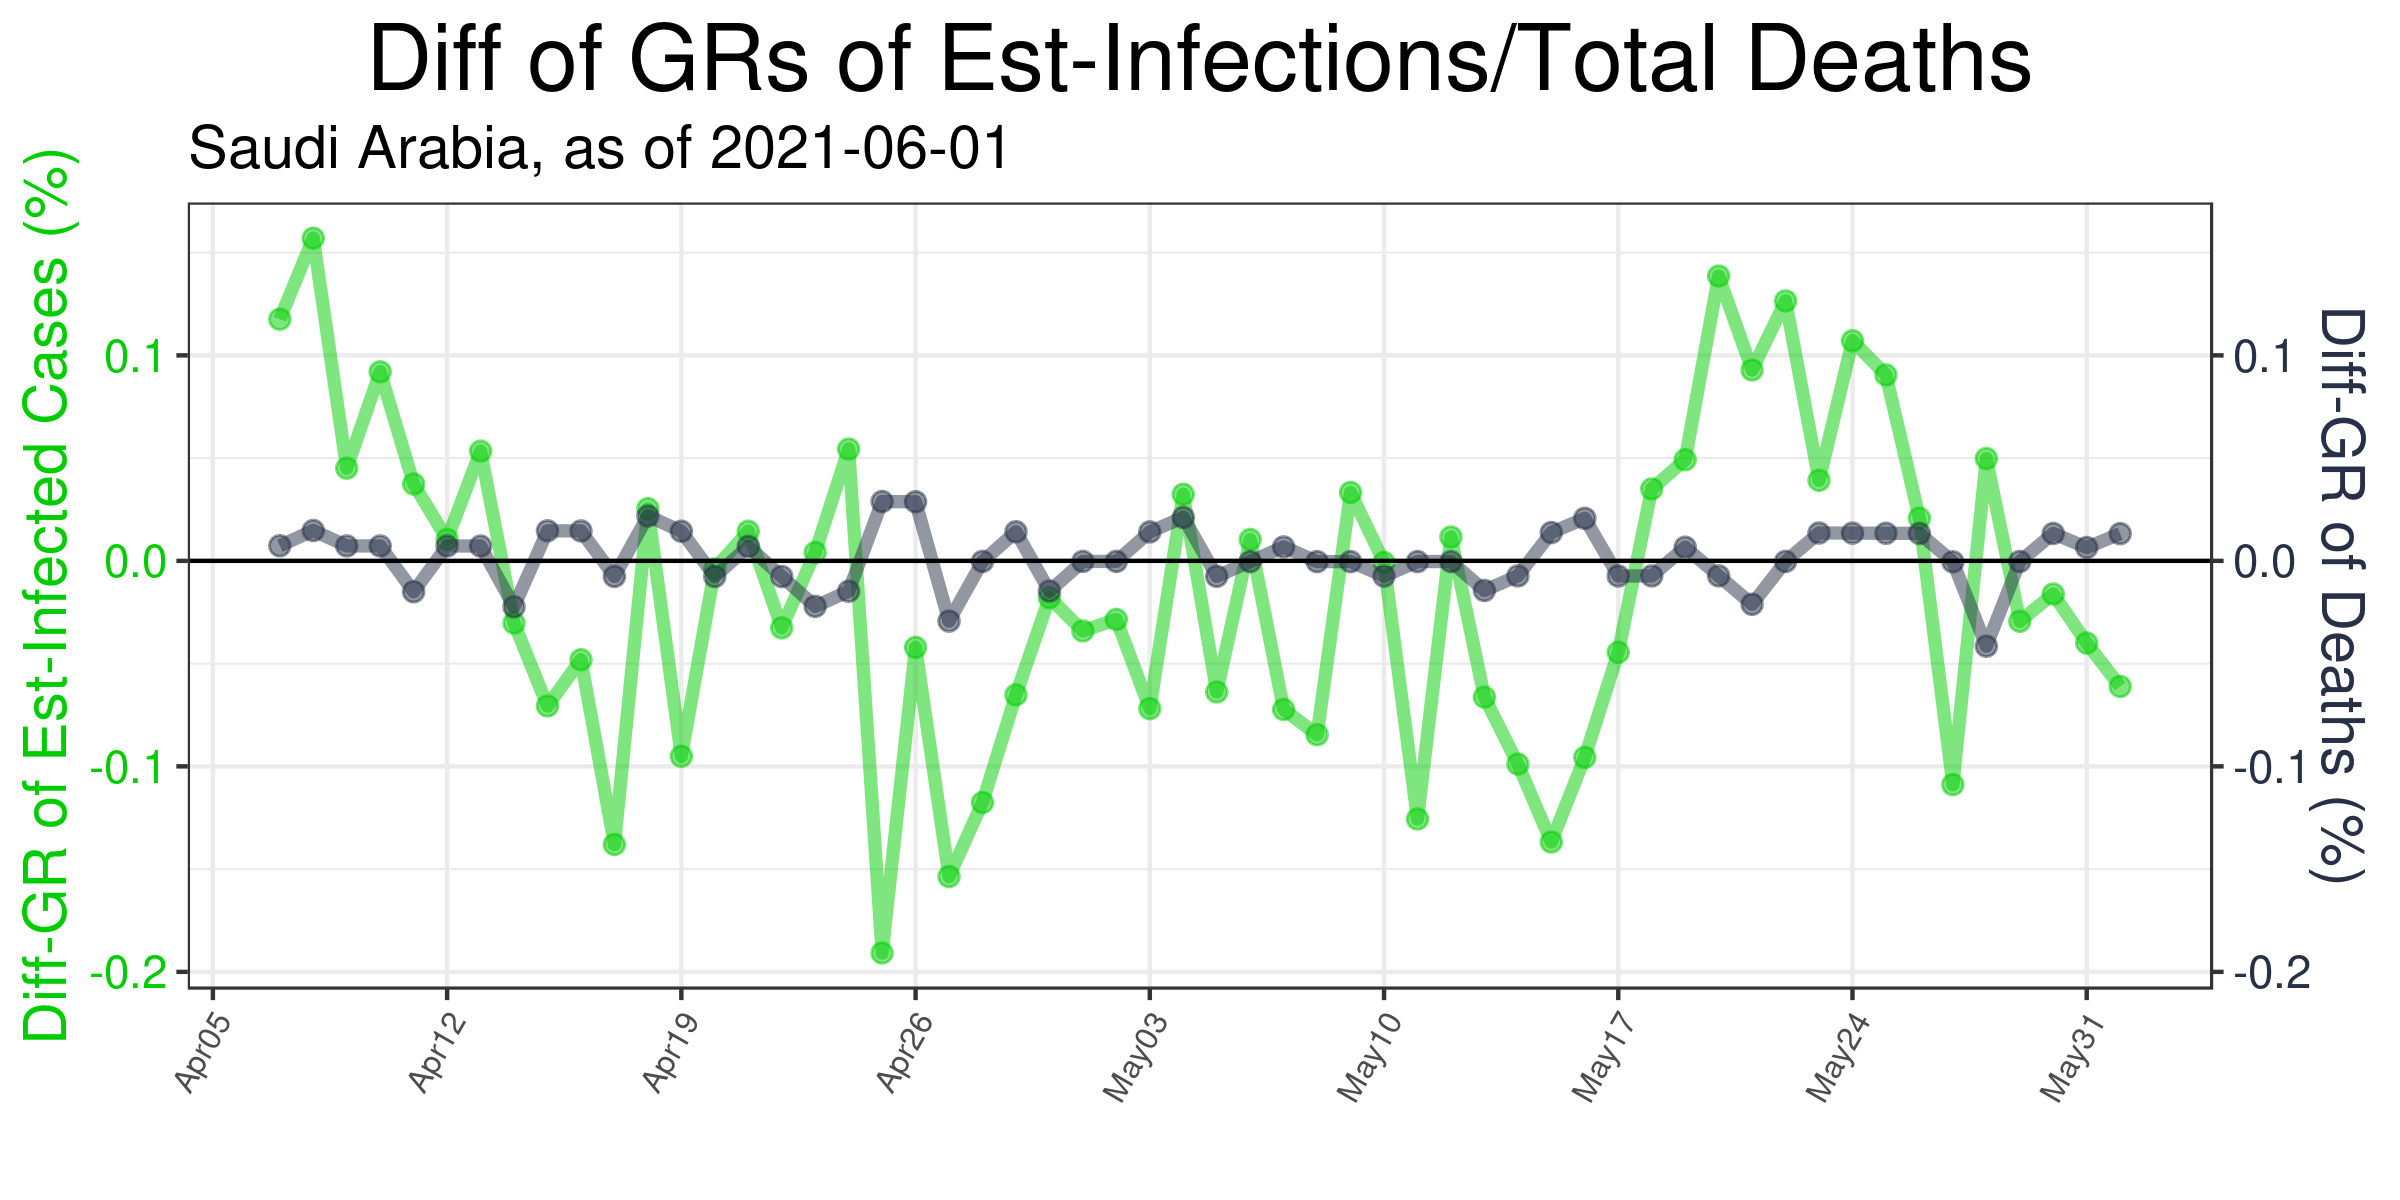 Diff of GRs of Est-Infections/Total Deaths
Saudi Arabia, as of 2021-06-01
Diff-GR of Est-Infected Cases (%)
0.1
0.0
-0.1
-0.2
0.1
0.0
-0.1
-0.2
Diff-GR of Deaths (%)
Apr05
Apr12
Apr19
Apr26
May03
May10
May17
May24
May31